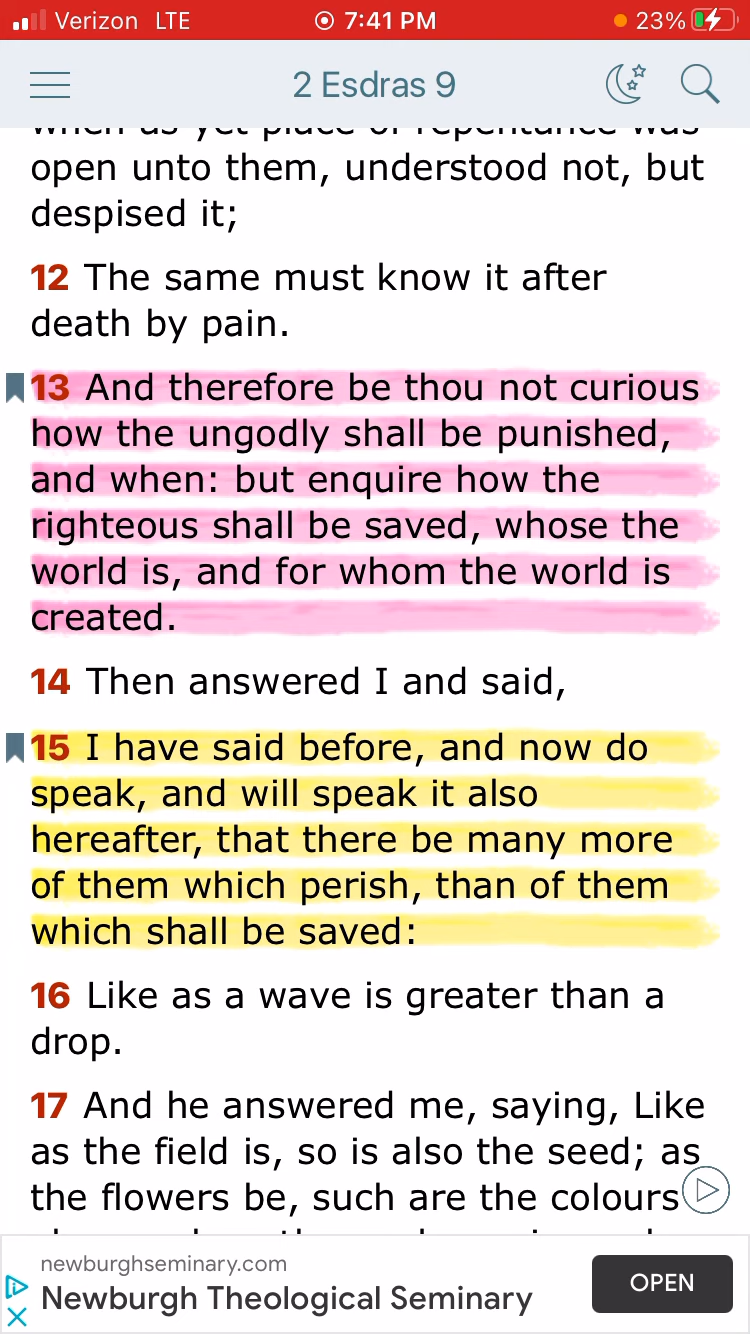 Verizon LTE 7:41 PM 23%
2 Esdras 9
when as yet place of repentance was
open unto them, understood not, but
despised it;
12 The same must know it after
death by pain.
13 And therefore be thou not curious
how the ungodly shall be punished,
and when: but enquire how the
righteous shall be saved, whose the
world is, and for whom the world is
created.
14 Then answered I and said,
15 I have said before, and now do
speak, and will speak it also
hereafter, that there be many more
of them which perish, than of them
which shall be saved:
16 Like as a wave is greater than a
drop.
17 And he answered me, saying, Like
as the field is, so is also the seed; as
the flowers be, such are the colours
newburghseminary.com
Newburgh Theological Seminary
OPEN